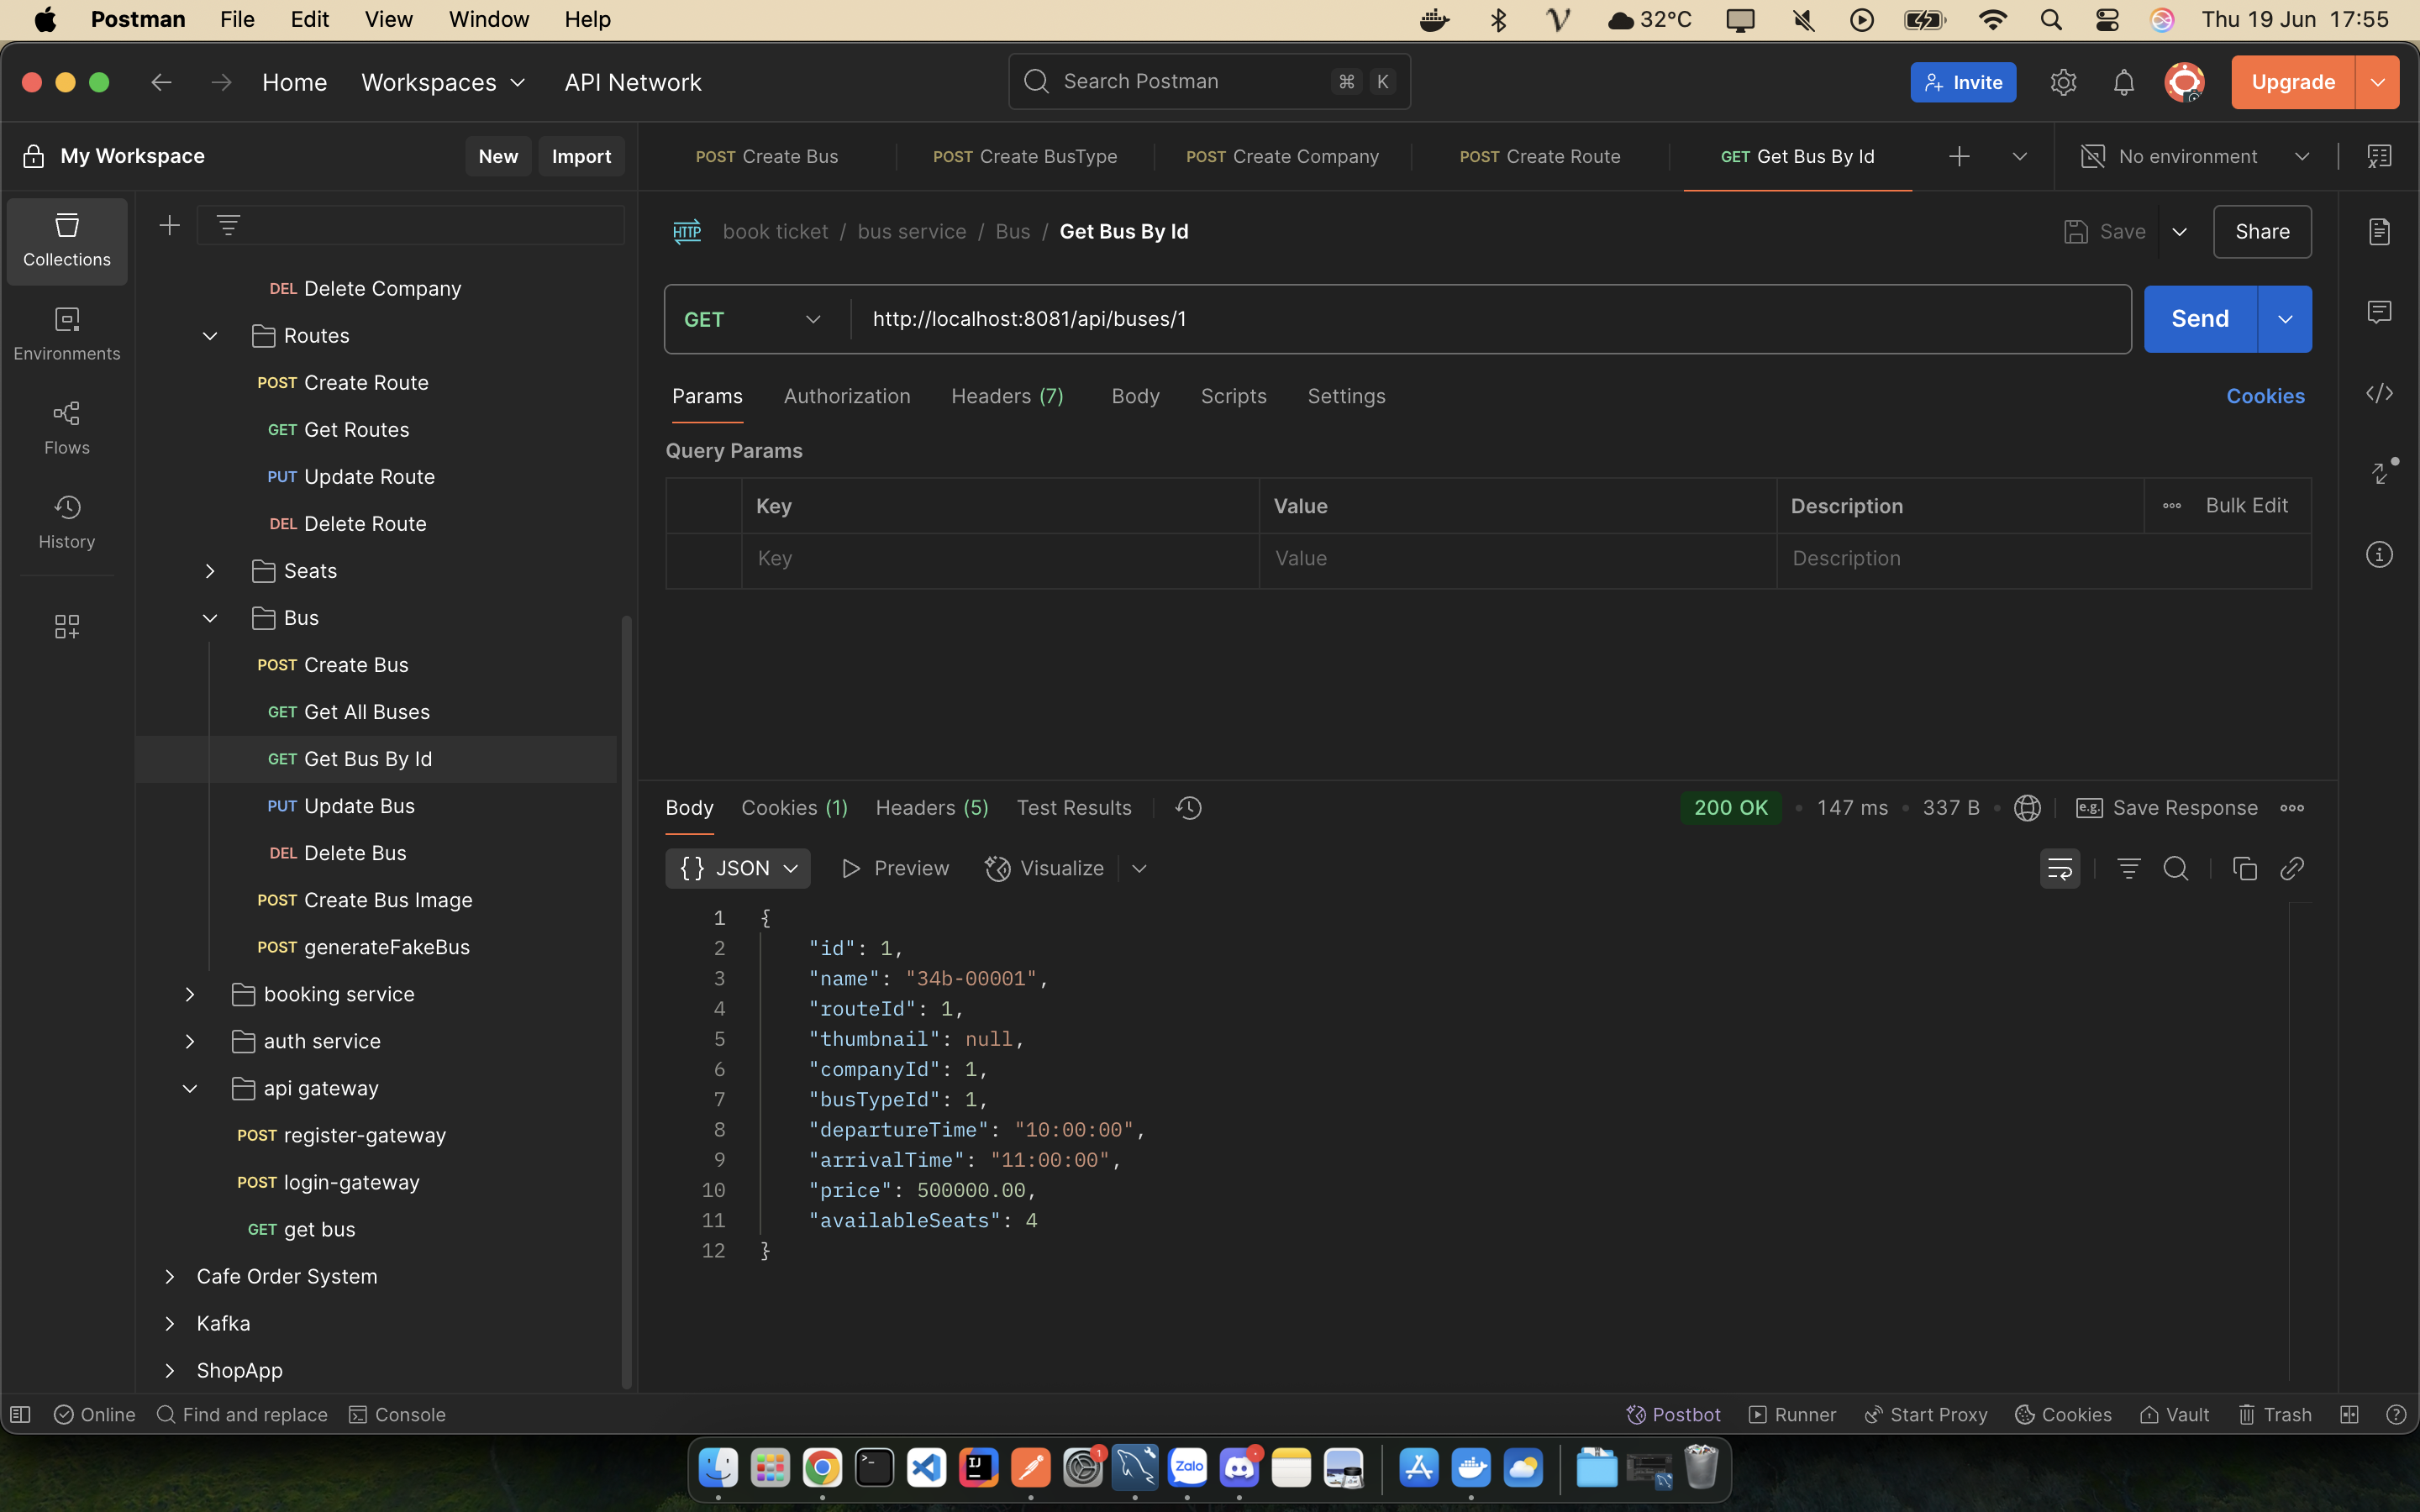 Postman File Edit View Window Help 32°C Thu 19 Jun 17:55
Home Workspaces API Network Search Postman ⌘ K Invite Upgrade
My Workspace New Import POST Create Bus POST Create BusType POST Create Company POST Create Route GET Get Bus By Id No environment
Collections
Environments
Flows
History
DEL Delete Company
Routes
POST Create Route
GET Get Routes
PUT Update Route
DEL Delete Route
Seats
Bus
POST Create Bus
GET Get All Buses
GET Get Bus By Id
PUT Update Bus
DEL Delete Bus
POST Create Bus Image
POST generateFakeBus
booking service
auth service
api gateway
POST register-gateway
POST login-gateway
GET get bus
Cafe Order System
Kafka
ShopApp
HTTP book ticket / bus service / Bus / Get Bus By Id Save Share
GET http://localhost:8081/api/buses/1 Send
Params Authorization Headers (7) Body Scripts Settings Cookies
Query Params
Key Value Description Bulk Edit
Key Value Description
Body Cookies (1) Headers (5) Test Results 200 OK • 147 ms • 337 B • e.g. Save Response
{} JSON Preview Visualize
1 {
2 "id": 1,
3 "name": "34b-00001",
4 "routeId": 1,
5 "thumbnail": null,
6 "companyId": 1,
7 "busTypeId": 1,
8 "departureTime": "10:00:00",
9 "arrivalTime": "11:00:00",
10 "price": 500000.00,
11 "availableSeats": 4
12 }
Online Find and replace Console Postbot Runner Start Proxy Cookies Vault Trash
IJ 1 Zalo